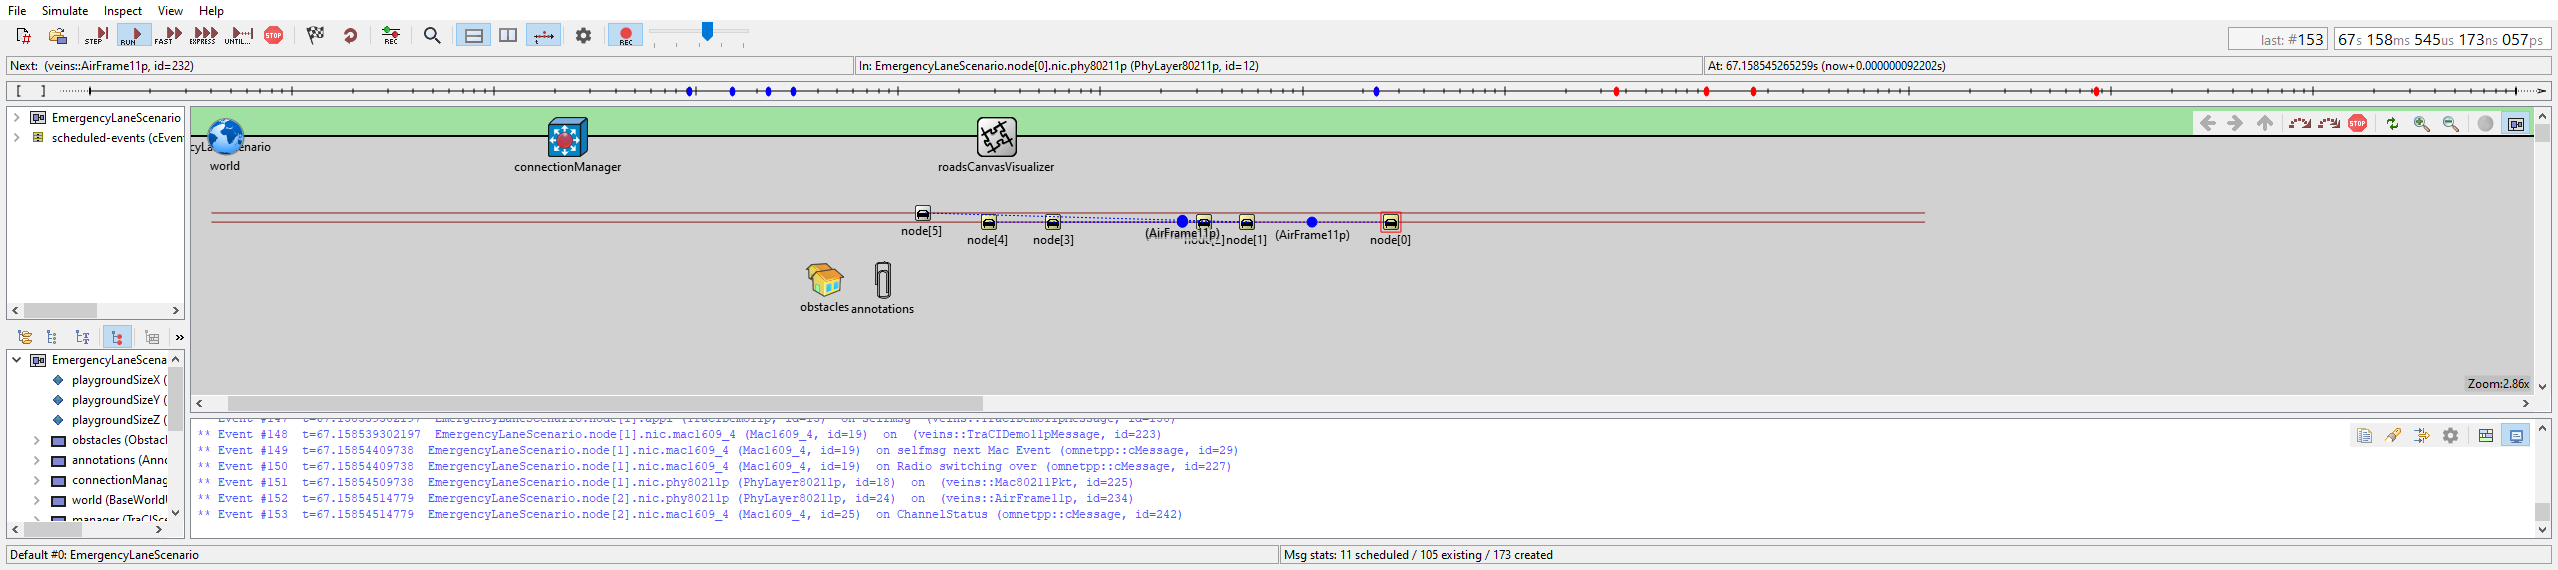 File Simulate Inspect View Help
STEP RUN FAST EXPRESS UNTIL... STOP REC REC
last: #153 67s 158ms 545us 173ns 057ps
Next: (veins::AirFrame11p, id=232) In: EmergencyLaneScenario.node[0].nic.phy80211p (PhyLayer80211p, id=12) At: 67.158545265259s (now+0.000000092202s)
[ ]
EmergencyLaneScenario
scheduled-events (cEven
STOP
world
connectionManager
roadsCanvasVisualizer
node[5]
node[4]
node[3]
(AirFrame11p)
node[1]
(AirFrame11p)
node[0]
obstacles
annotations
Zoom:2.86x
EmergencyLaneScena
playgroundSizeX (
playgroundSizeY (
playgroundSizeZ (
obstacles (Obstacl
annotations (Anno
connectionManag
world (BaseWorldU
manager (TraCISce
** Event #148 t=67.158539302197 EmergencyLaneScenario.node[1].nic.mac1609_4 (Mac1609_4, id=19) on (veins::TraCIDemo11pMessage, id=223)
** Event #149 t=67.15854409738 EmergencyLaneScenario.node[1].nic.mac1609_4 (Mac1609_4, id=19) on selfmsg next Mac Event (omnetpp::cMessage, id=29)
** Event #150 t=67.15854409738 EmergencyLaneScenario.node[1].nic.mac1609_4 (Mac1609_4, id=19) on Radio switching over (omnetpp::cMessage, id=227)
** Event #151 t=67.15854509738 EmergencyLaneScenario.node[1].nic.phy80211p (PhyLayer80211p, id=18) on (veins::Mac80211Pkt, id=225)
** Event #152 t=67.15854514779 EmergencyLaneScenario.node[2].nic.phy80211p (PhyLayer80211p, id=24) on (veins::AirFrame11p, id=234)
** Event #153 t=67.15854514779 EmergencyLaneScenario.node[2].nic.mac1609_4 (Mac1609_4, id=25) on ChannelStatus (omnetpp::cMessage, id=242)
Default #0: EmergencyLaneScenario
Msg stats: 11 scheduled / 105 existing / 173 created